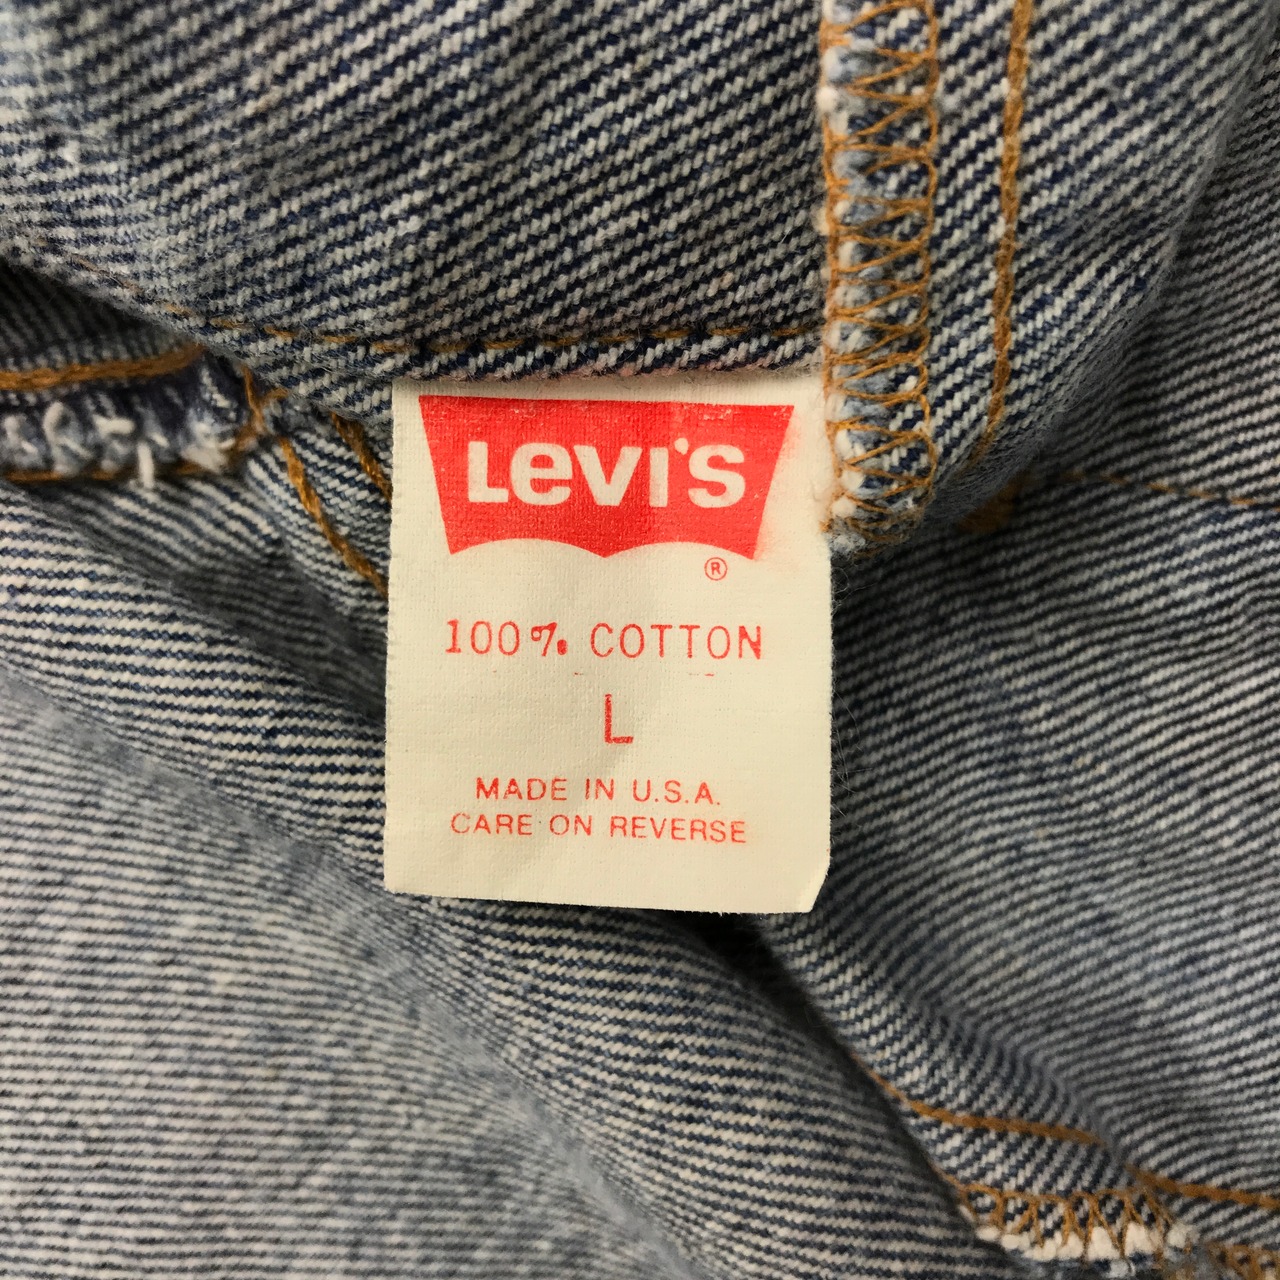 LEVI'S
®
100% COTTON
L
MADE IN U.S.A.
CARE ON REVERSE